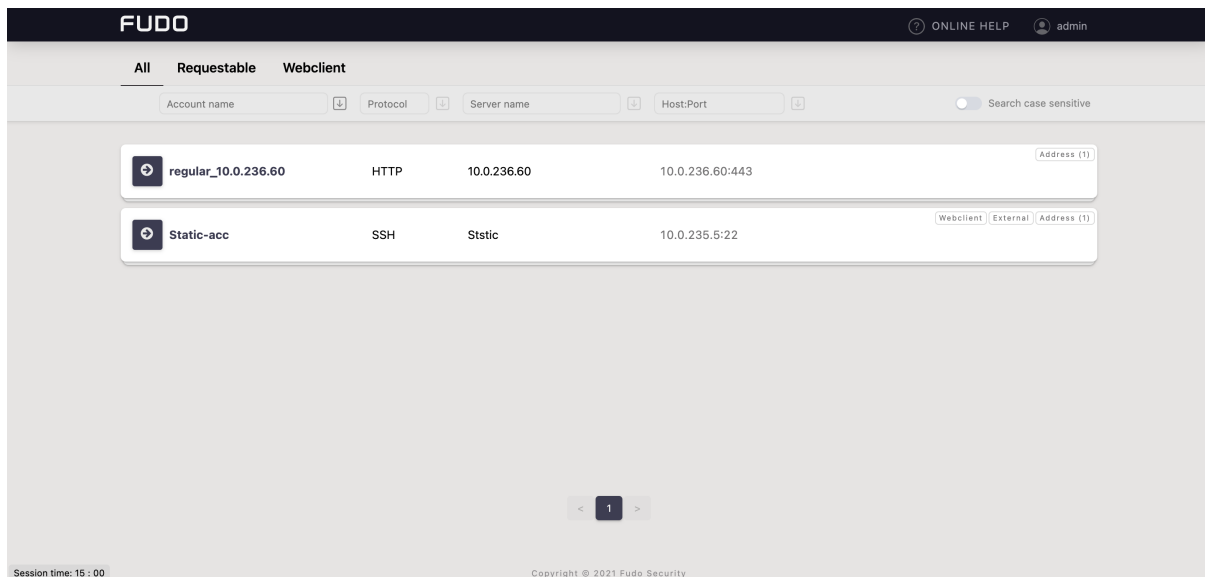 FUDO
ONLINE HELP
admin
All Requestable Webclient
Account name Protocol Server name Host:Port Search case sensitive
Address (1)
regular_10.0.236.60 HTTP 10.0.236.60 10.0.236.60:443
Webclient External Address (1)
Static-acc SSH Ststic 10.0.235.5:22
< 1 >
Session time: 15 : 00
Copyright © 2021 Fudo Security